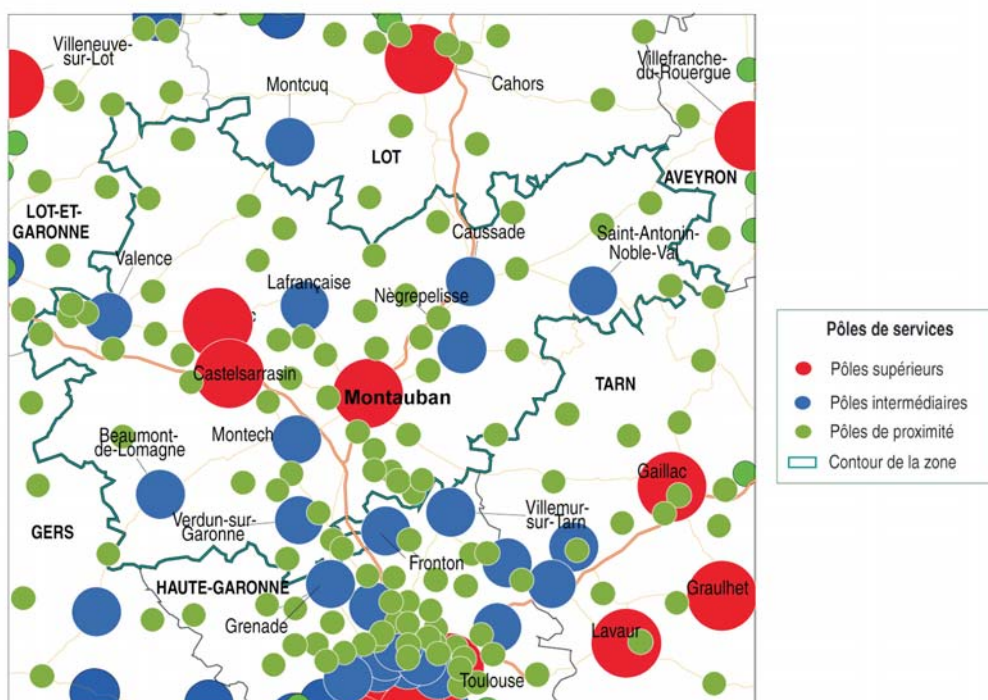 Villeneuve-
sur-Lot
Montcuq
Cahors
Villefranche-
du-Rouergue
LOT
AVEYRON
LOT-ET-
GARONNE
Caussade
Saint-Antonin-
Noble-Val
Valence
Lafrançaise
Nègrepelisse
Castelsarrasin
Montauban
TARN
Beaumont-
de-Lomagne
Montech
Gaillac
Verdun-sur-
Garonne
Villemur-
sur-Tarn
GERS
Fronton
HAUTE-GARONNE
Grenade
Graulhet
Lavaur
Toulouse
Pôles de services
Pôles supérieurs
Pôles intermédiaires
Pôles de proximité
Contour de la zone